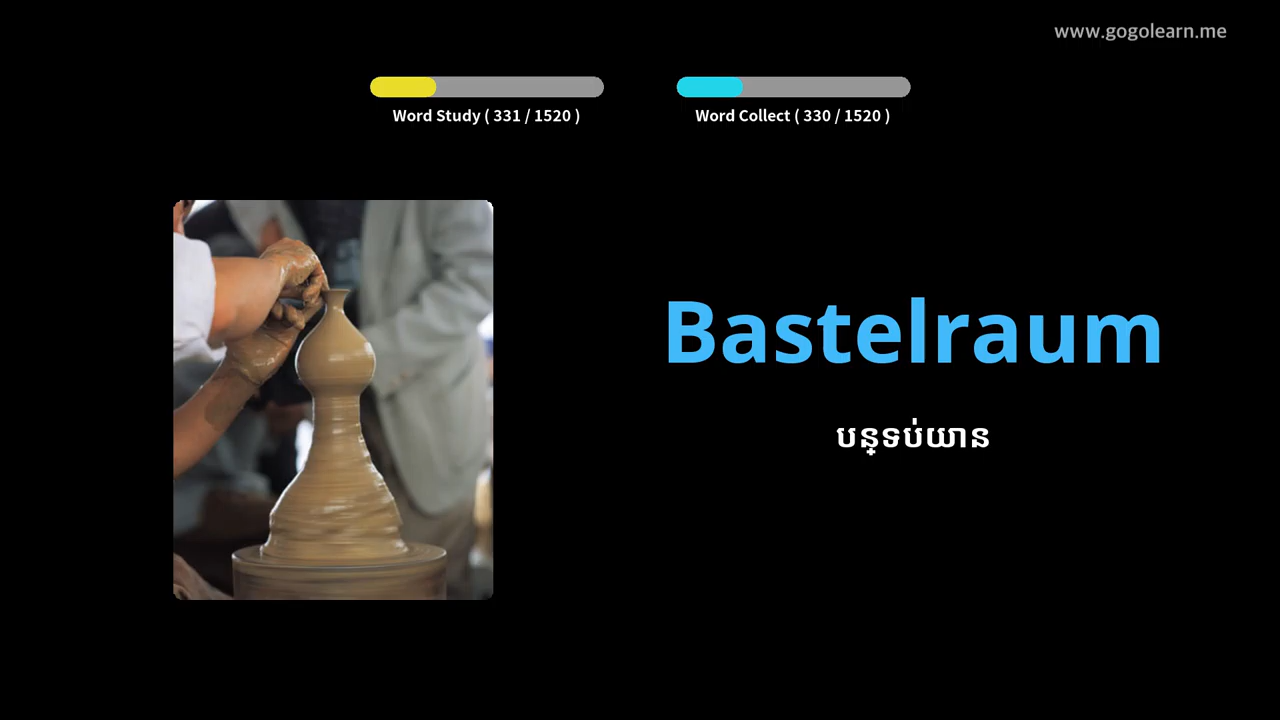 www.gogolearn.me
Word Study ( 331 / 1520 )
Word Collect ( 330 / 1520 )
Bastelraum
បន្ទប់យាន